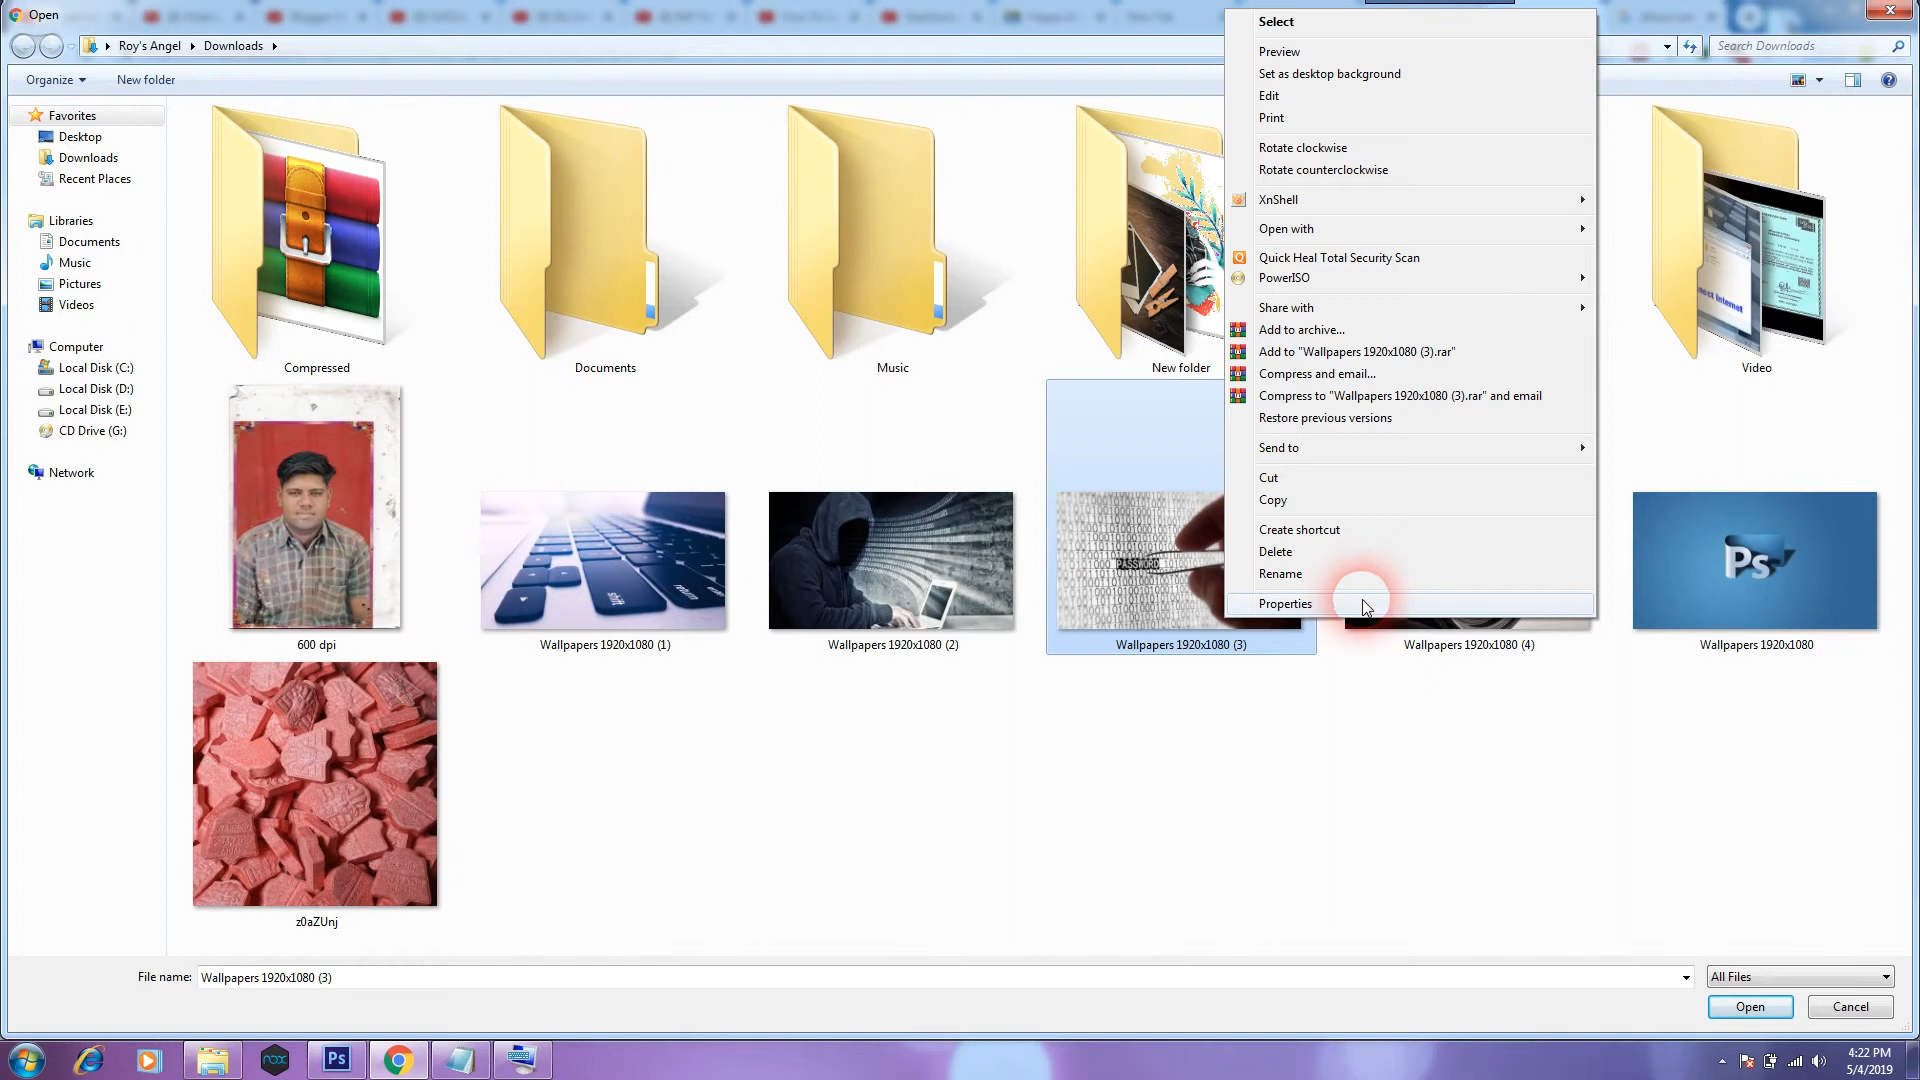 Open
Roy's Angel
Downloads
Search Downloads
Organize
New folder
Favorites
Desktop
Downloads
Recent Places
Libraries
Documents
Music
Pictures
Videos
Computer
Local Disk (C:)
Local Disk (D:)
Local Disk (E:)
CD Drive (G:)
Network
Compressed
Documents
Music
New folder
Video
Select
Preview
Set as desktop background
Edit
Print
Rotate clockwise
Rotate counterclockwise
XnShell
Open with
Quick Heal Total Security Scan
PowerISO
Share with
Add to archive...
Add to "Wallpapers 1920x1080 (3).rar"
Compress and email...
Compress to "Wallpapers 1920x1080 (3).rar" and email
Restore previous versions
Send to
Cut
Copy
Create shortcut
Delete
Rename
Properties
shift
return
PASSWORD
Ps
600 dpi
Wallpapers 1920x1080 (1)
Wallpapers 1920x1080 (2)
Wallpapers 1920x1080 (3)
Wallpapers 1920x1080 (4)
Wallpapers 1920x1080
z0aZUnj
File name:
Wallpapers 1920x1080 (3)
All Files
Open
Cancel
nox
Ps
4:22 PM
5/4/2019